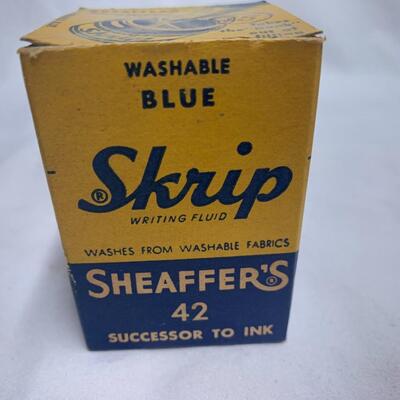 WASHABLE
BLUE
® Skrip
WRITING FLUID
WASHES FROM WASHABLE FABRICS
SHEAFFER'S®
42
SUCCESSOR TO INK